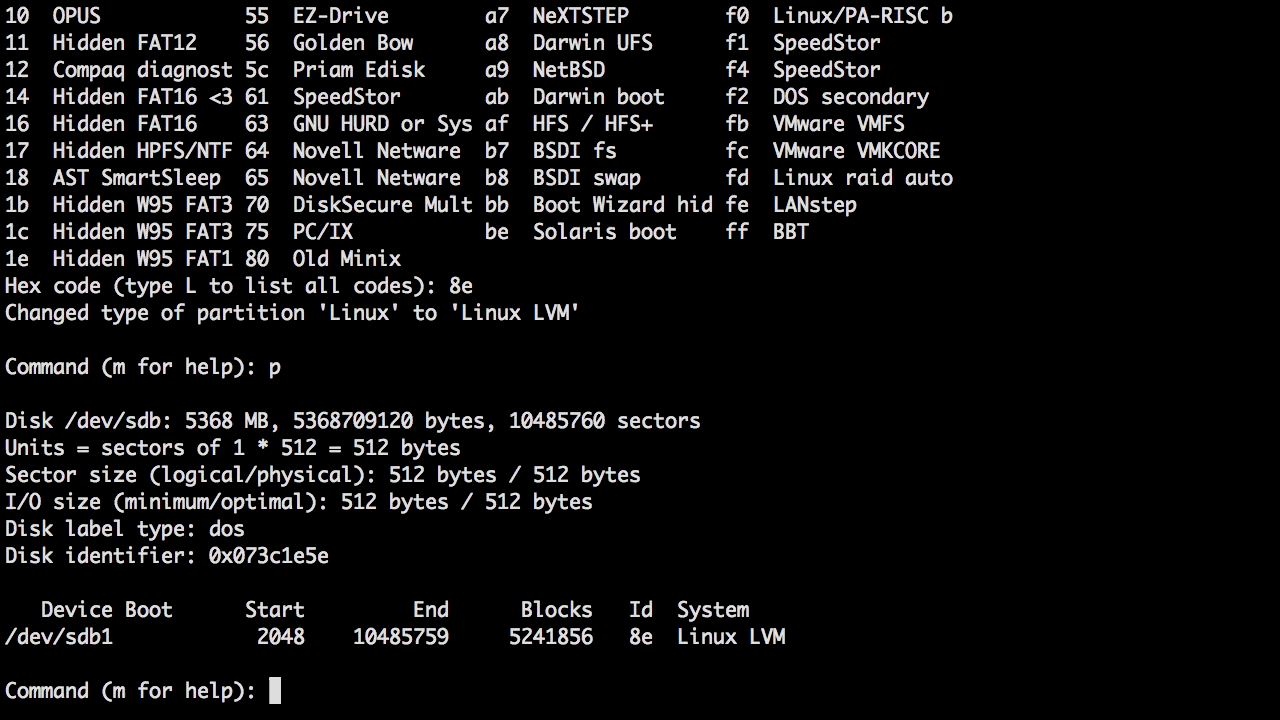 10  OPUS            55  EZ-Drive        a7  NeXTSTEP        f0  Linux/PA-RISC b
11  Hidden FAT12    56  Golden Bow      a8  Darwin UFS      f1  SpeedStor
12  Compaq diagnost 5c  Priam Edisk     a9  NetBSD          f4  SpeedStor
14  Hidden FAT16 <3 61  SpeedStor       ab  Darwin boot     f2  DOS secondary
16  Hidden FAT16    63  GNU HURD or Sys af  HFS / HFS+      fb  VMware VMFS
17  Hidden HPFS/NTF 64  Novell Netware  b7  BSDI fs         fc  VMware VMKCORE
18  AST SmartSleep  65  Novell Netware  b8  BSDI swap       fd  Linux raid auto
1b  Hidden W95 FAT3 70  DiskSecure Mult bb  Boot Wizard hid fe  LANstep
1c  Hidden W95 FAT3 75  PC/IX           be  Solaris boot    ff  BBT
1e  Hidden W95 FAT1 80  Old Minix
Hex code (type L to list all codes): 8e
Changed type of partition 'Linux' to 'Linux LVM'
Command (m for help): p
Disk /dev/sdb: 5368 MB, 5368709120 bytes, 10485760 sectors
Units = sectors of 1 * 512 = 512 bytes
Sector size (logical/physical): 512 bytes / 512 bytes
I/O size (minimum/optimal): 512 bytes / 512 bytes
Disk label type: dos
Disk identifier: 0x073c1e5e
   Device Boot      Start         End      Blocks   Id  System
/dev/sdb1            2048    10485759     5241856   8e  Linux LVM
Command (m for help):